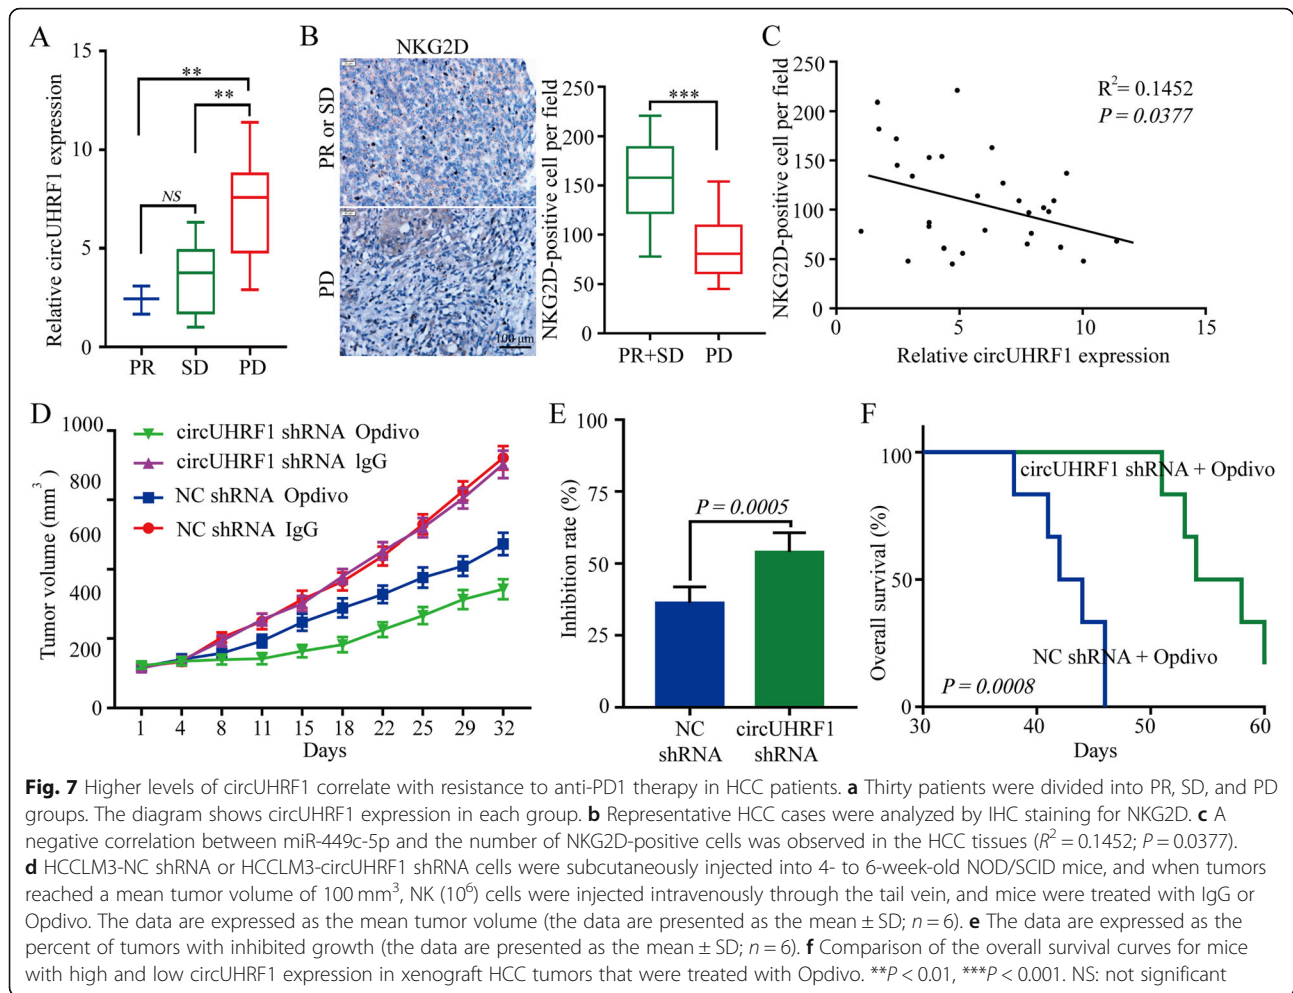 A
Relative circUHRF1 expression
15
10
5
0
**
**
NS
PR SD PD
B
NKG2D
PR or SD
PD
100 μm
NKG2D-positive cell per field
250
200
150
100
50
0
***
PR+SD PD
C
NKG2D-positive cell per field
250
200
150
100
50
0
R²= 0.1452
P = 0.0377
0 5 10 15
Relative circUHRF1 expression
D
Tumor volume (mm³)
1000
800
600
400
200
0
circUHRF1 shRNA Opdivo
circUHRF1 shRNA lgG
NC shRNA Opdivo
NC shRNA IgG
1 4 8 11 15 18 22 25 29 32
Days
E
Inhibition rate (%)
100
75
50
25
0
P = 0.0005
NC circUHRF1
shRNA shRNA
F
Overall survival (%)
100
50
0
circUHRF1 shRNA + Opdivo
NC shRNA + Opdivo
P = 0.0008
30 40 50 60
Days
Fig. 7 Higher levels of circUHRF1 correlate with resistance to anti-PD1 therapy in HCC patients. a Thirty patients were divided into PR, SD, and PD
groups. The diagram shows circUHRF1 expression in each group. b Representative HCC cases were analyzed by IHC staining for NKG2D. c A
negative correlation between miR-449c-5p and the number of NKG2D-positive cells was observed in the HCC tissues (R² = 0.1452; P = 0.0377).
d HCCLM3-NC shRNA or HCCLM3-circUHRF1 shRNA cells were subcutaneously injected into 4- to 6-week-old NOD/SCID mice, and when tumors
reached a mean tumor volume of 100 mm³, NK (10⁶) cells were injected intravenously through the tail vein, and mice were treated with IgG or
Opdivo. The data are expressed as the mean tumor volume (the data are presented as the mean ± SD; n = 6). e The data are expressed as the
percent of tumors with inhibited growth (the data are presented as the mean ± SD; n = 6). f Comparison of the overall survival curves for mice
with high and low circUHRF1 expression in xenograft HCC tumors that were treated with Opdivo. **P < 0.01, ***P < 0.001. NS: not significant